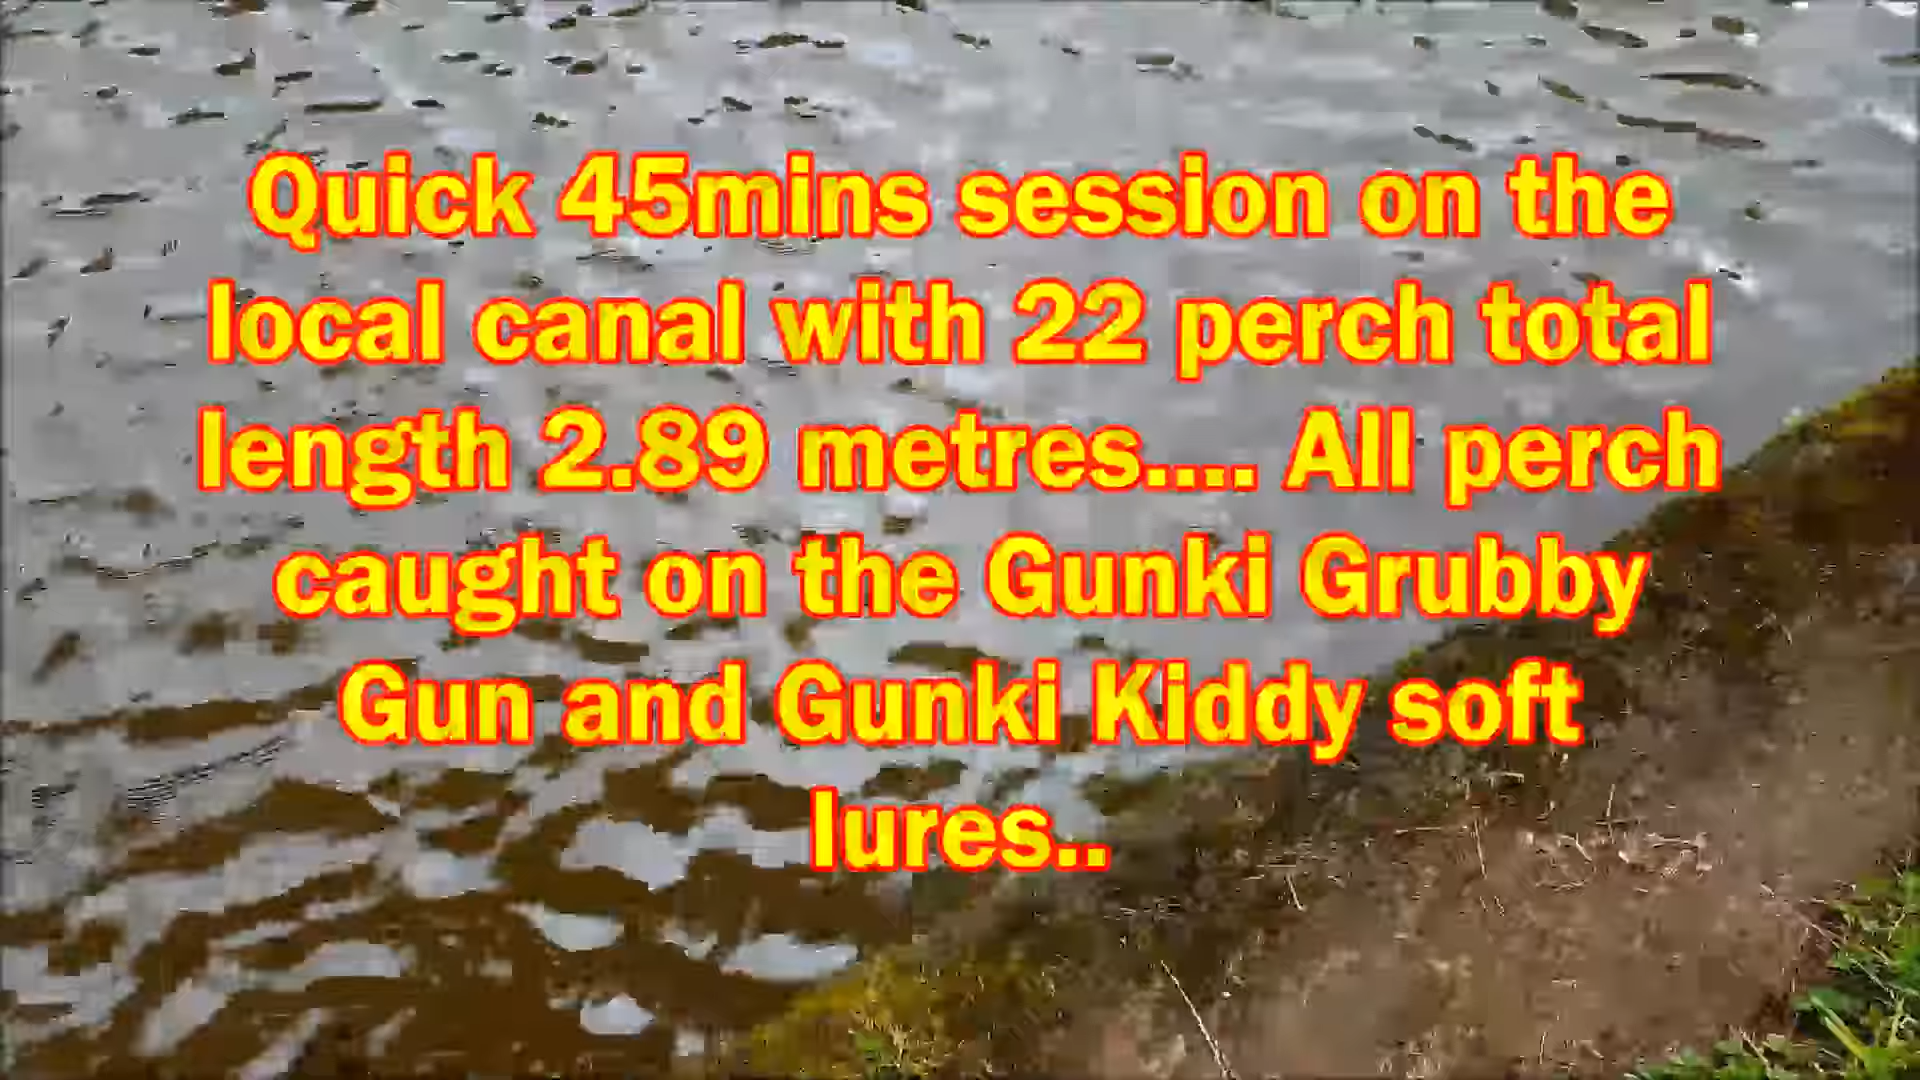 Quick 45mins session on the
local canal with 22 perch total
length 2.89 metres.... All perch
caught on the Gunki Grubby
Gun and Gunki Kiddy soft
lures..